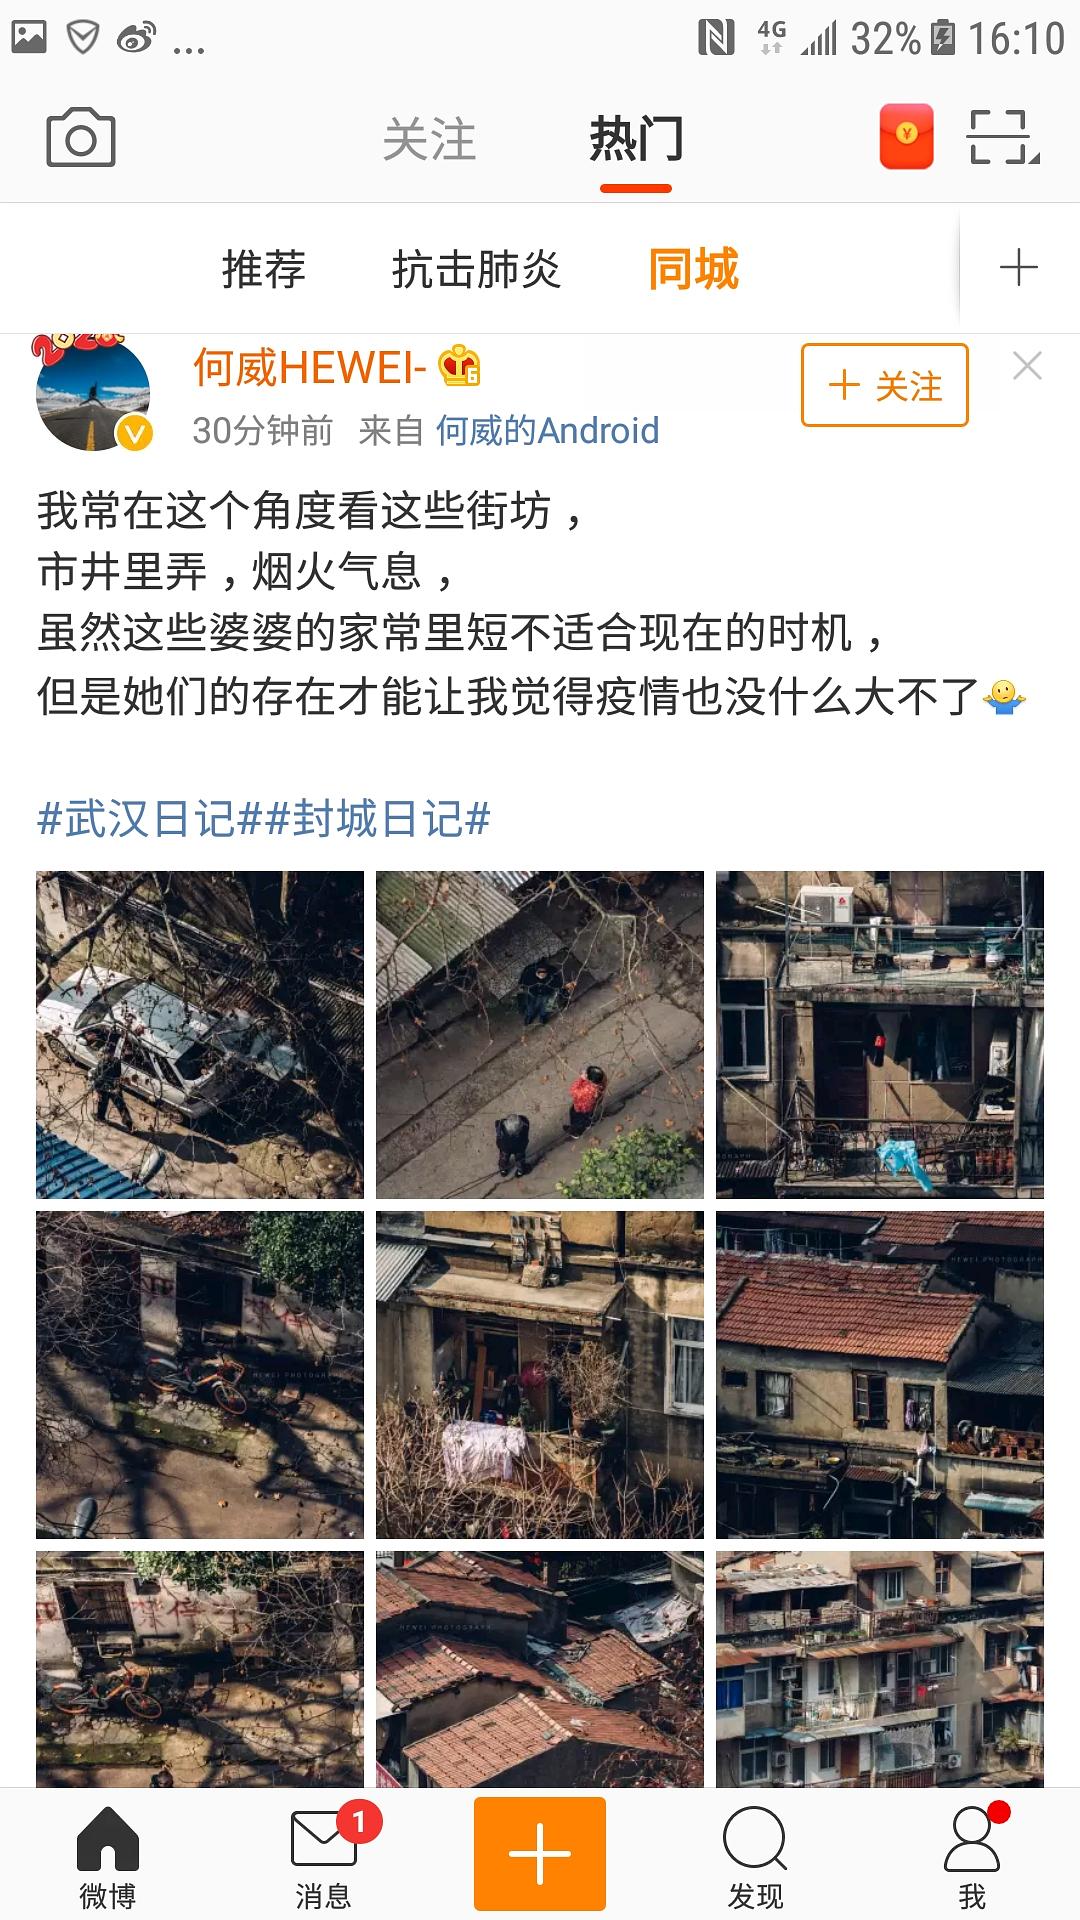 ... 4G 32% 16:10
关注 热门
推荐 抗击肺炎 同城
何威HEWEI-
+ 关注
30分钟前 来自 何威的Android
我常在这个角度看这些街坊，
市井里弄，烟火气息，
虽然这些婆婆的家常里短不适合现在的时机，
但是她们的存在才能让我觉得疫情也没什么大不了
#武汉日记##封城日记#
HEWEI PHOTOGRAPH
HEWEI PHOTOGRAPH
1
微博 消息 发现 我